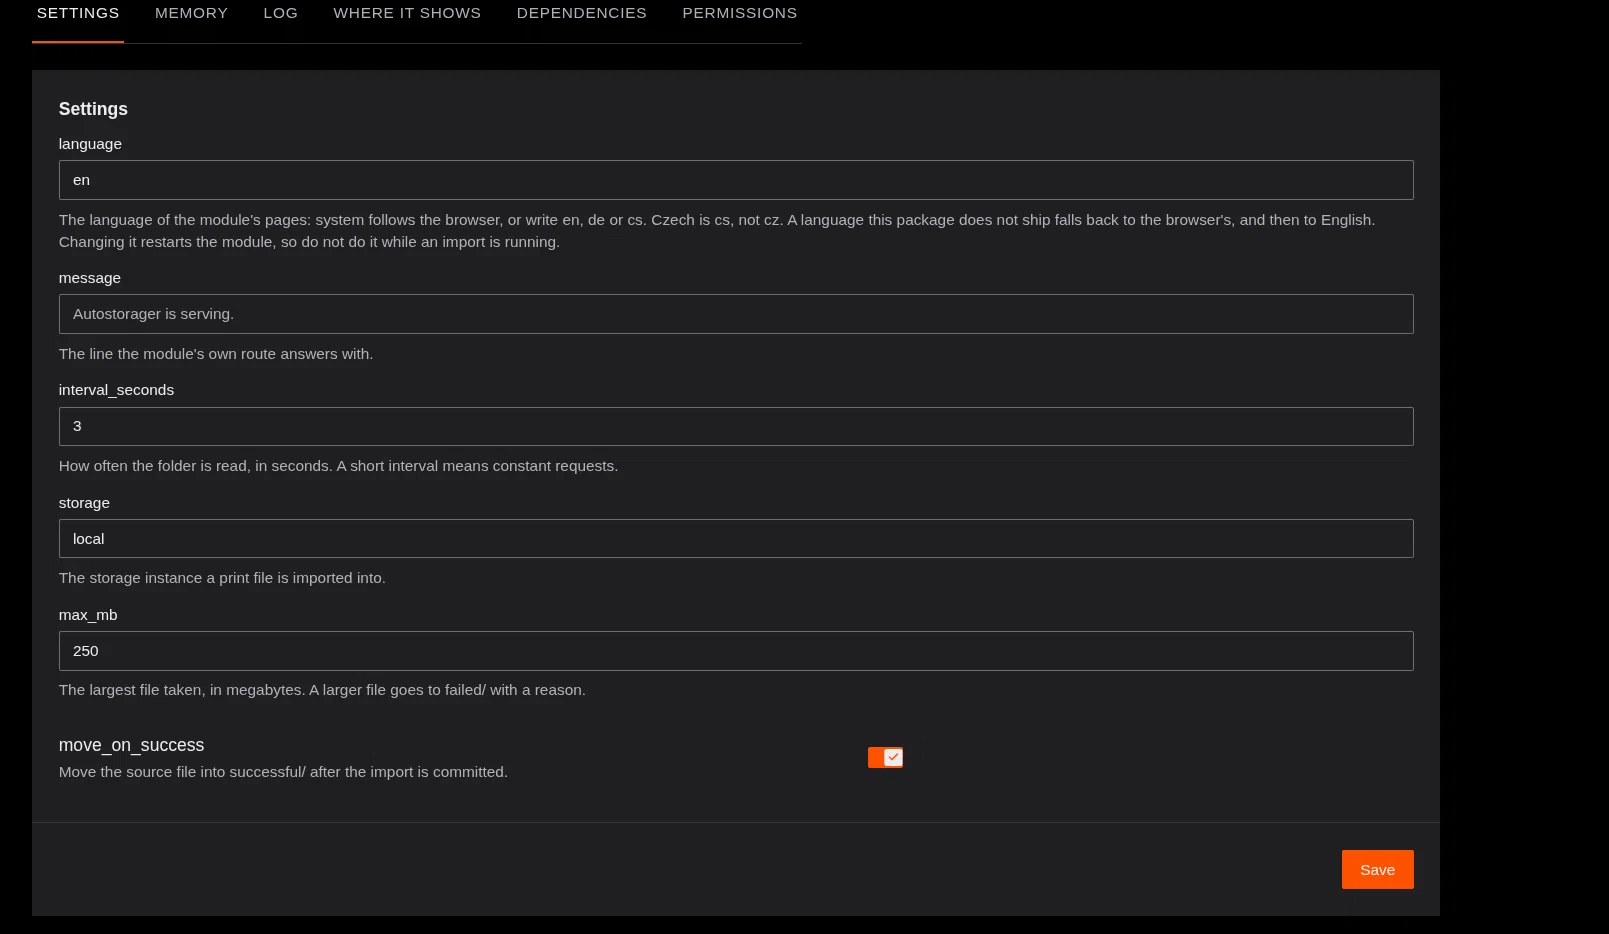 SETTINGS MEMORY LOG WHERE IT SHOWS DEPENDENCIES PERMISSIONS
Settings
language
en
The language of the module's pages: system follows the browser, or write en, de or cs. Czech is cs, not cz. A language this package does not ship falls back to the browser's, and then to English.
Changing it restarts the module, so do not do it while an import is running.
message
Autostorager is serving.
The line the module's own route answers with.
interval_seconds
3
How often the folder is read, in seconds. A short interval means constant requests.
storage
local
The storage instance a print file is imported into.
max_mb
250
The largest file taken, in megabytes. A larger file goes to failed/ with a reason.
move_on_success
Move the source file into successful/ after the import is committed.
Save